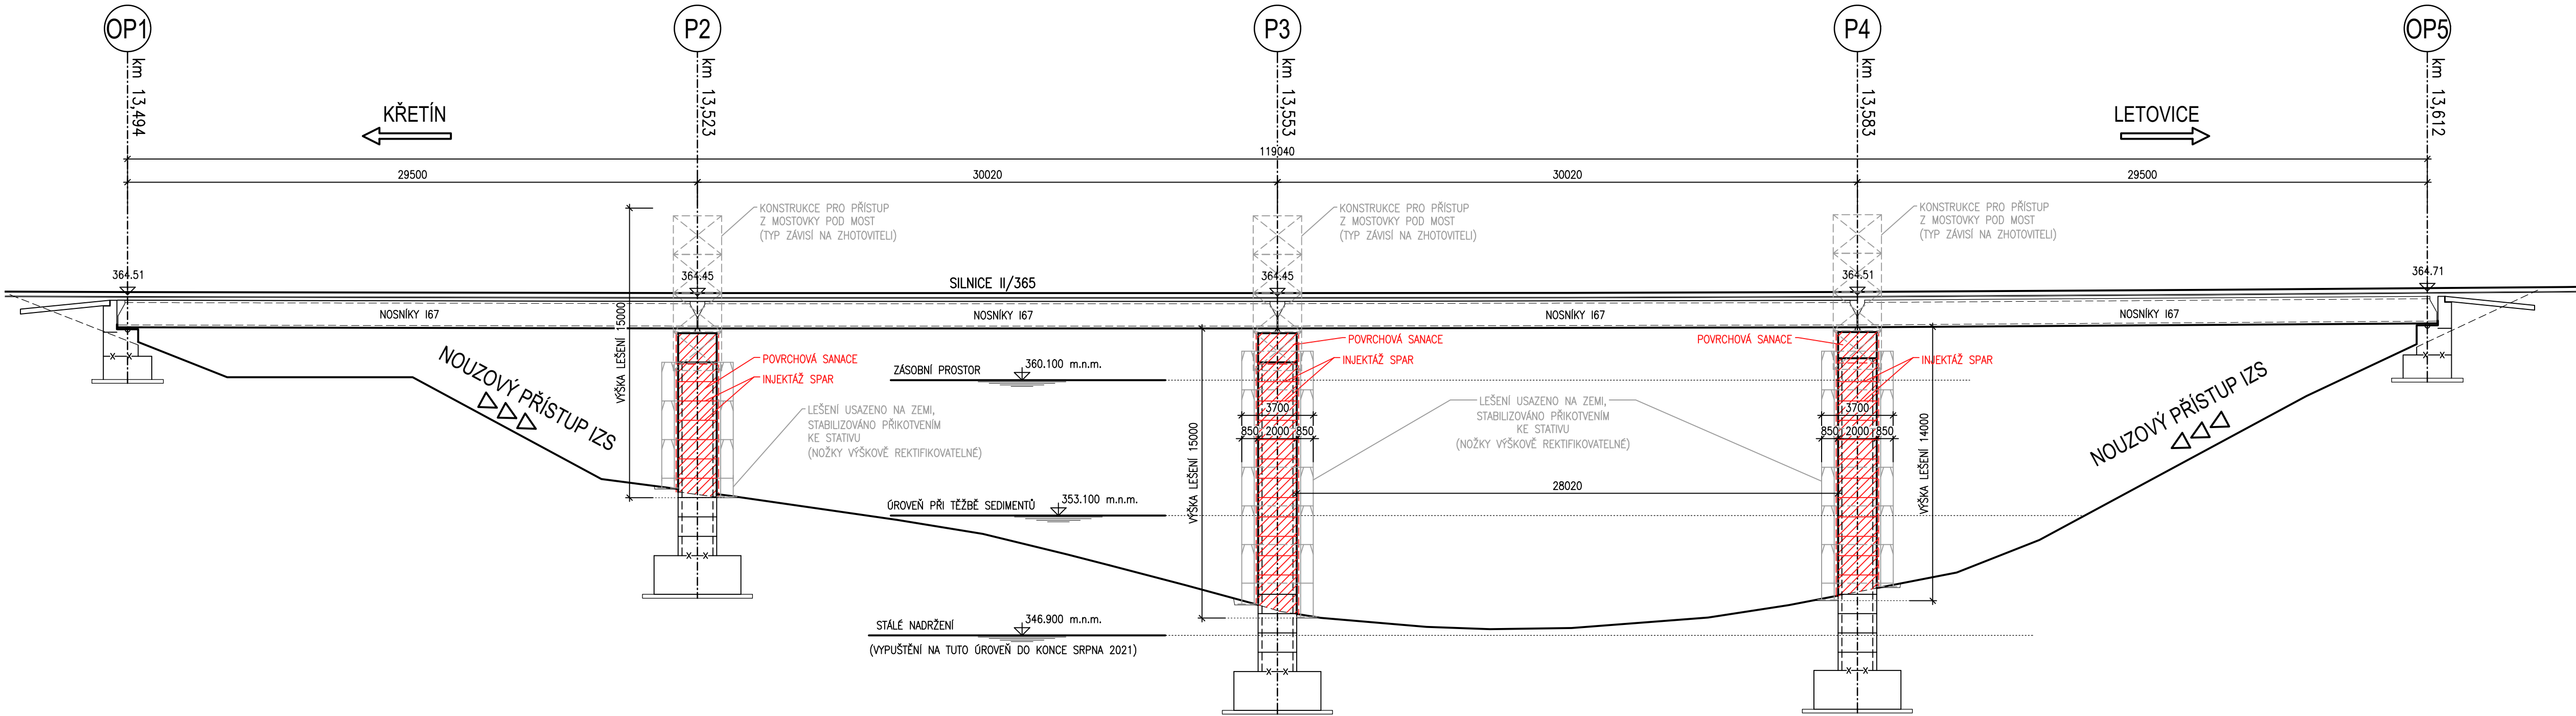 OP1
P2
P3
P4
OP5
km 13,494
km 13,523
km 13,553
km 13,583
km 13,612
KŘETÍN
LETOVICE
119040
29500
30020
30020
29500
KONSTRUKCE PRO PŘÍSTUP
Z MOSTOVKY POD MOST
(TYP ZÁVISÍ NA ZHOTOVITELI)
KONSTRUKCE PRO PŘÍSTUP
Z MOSTOVKY POD MOST
(TYP ZÁVISÍ NA ZHOTOVITELI)
KONSTRUKCE PRO PŘÍSTUP
Z MOSTOVKY POD MOST
(TYP ZÁVISÍ NA ZHOTOVITELI)
364.51
364.45
SILNICE II/365
364.45
364.51
364.71
NOSNÍKY I67
NOSNÍKY I67
NOSNÍKY I67
NOSNÍKY I67
VÝŠKA LEŠENÍ 15000
NOUZOVÝ PŘÍSTUP IZS
POVRCHOVÁ SANACE
INJEKTÁŽ SPAR
LEŠENÍ USAZENO NA ZEMI,
STABILIZOVÁNO PŘIKOTVENÍM
KE STATIVU
(NOŽKY VÝŠKOVĚ REKTIFIKOVATELNÉ)
ZÁSOBNÍ PROSTOR
360.100 m.n.m.
ÚROVEŇ PŘI TĚŽBĚ SEDIMENTŮ
353.100 m.n.m.
STÁLÉ NADRŽENÍ
346.900 m.n.m.
(VYPUŠTĚNÍ NA TUTO ÚROVEŇ DO KONCE SRPNA 2021)
VÝŠKA LEŠENÍ 15000
POVRCHOVÁ SANACE
INJEKTÁŽ SPAR
3700
850 2000 850
LEŠENÍ USAZENO NA ZEMI,
STABILIZOVÁNO PŘIKOTVENÍM
KE STATIVU
(NOŽKY VÝŠKOVĚ REKTIFIKOVATELNÉ)
28020
POVRCHOVÁ SANACE
INJEKTÁŽ SPAR
3700
850 2000 850
VÝŠKA LEŠENÍ 14000
NOUZOVÝ PŘÍSTUP IZS